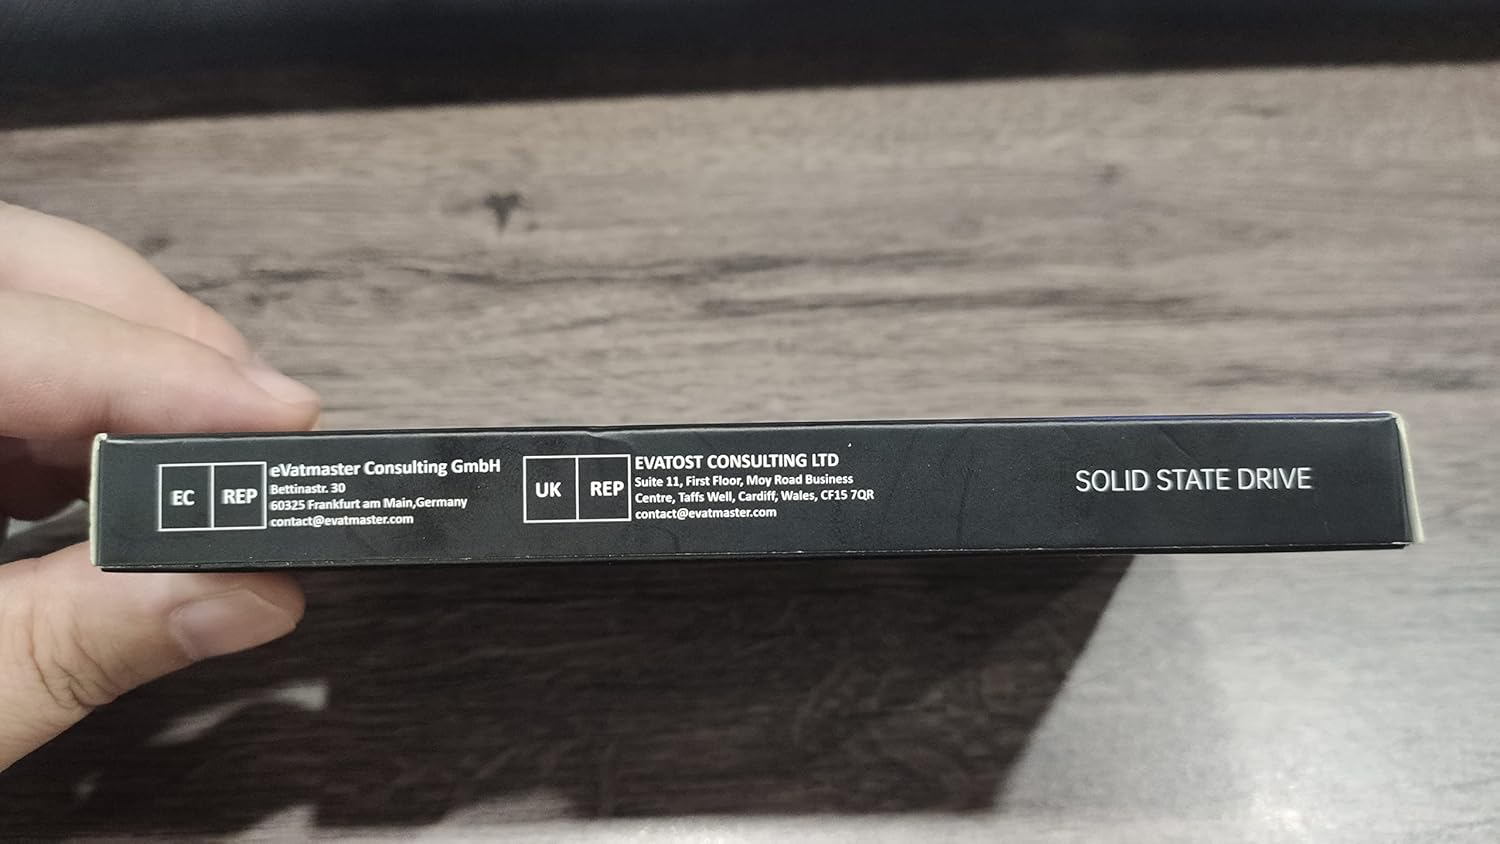 EC REP
eVatmaster Consulting GmbH
Bettinastr. 30
60325 Frankfurt am Main,Germany
contact@evatmaster.com
UK REP
EVATOST CONSULTING LTD
Suite 11, First Floor, Moy Road Business
Centre, Taffs Well, Cardiff, Wales, CF15 7QR
contact@evatmaster.com
SOLID STATE DRIVE